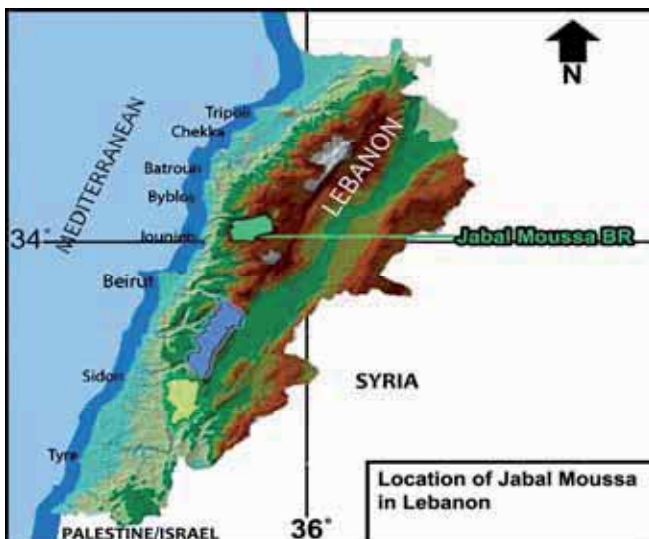 N
MEDITERRANEAN
Tripoli
Chekka
Batroun
Byblos
LEBANON
Jounieh
34°
Jabal Moussa BR
Beirut
Sidon
SYRIA
Tyre
Location of Jabal Moussa
in Lebanon
PALESTINE/ISRAEL
36°